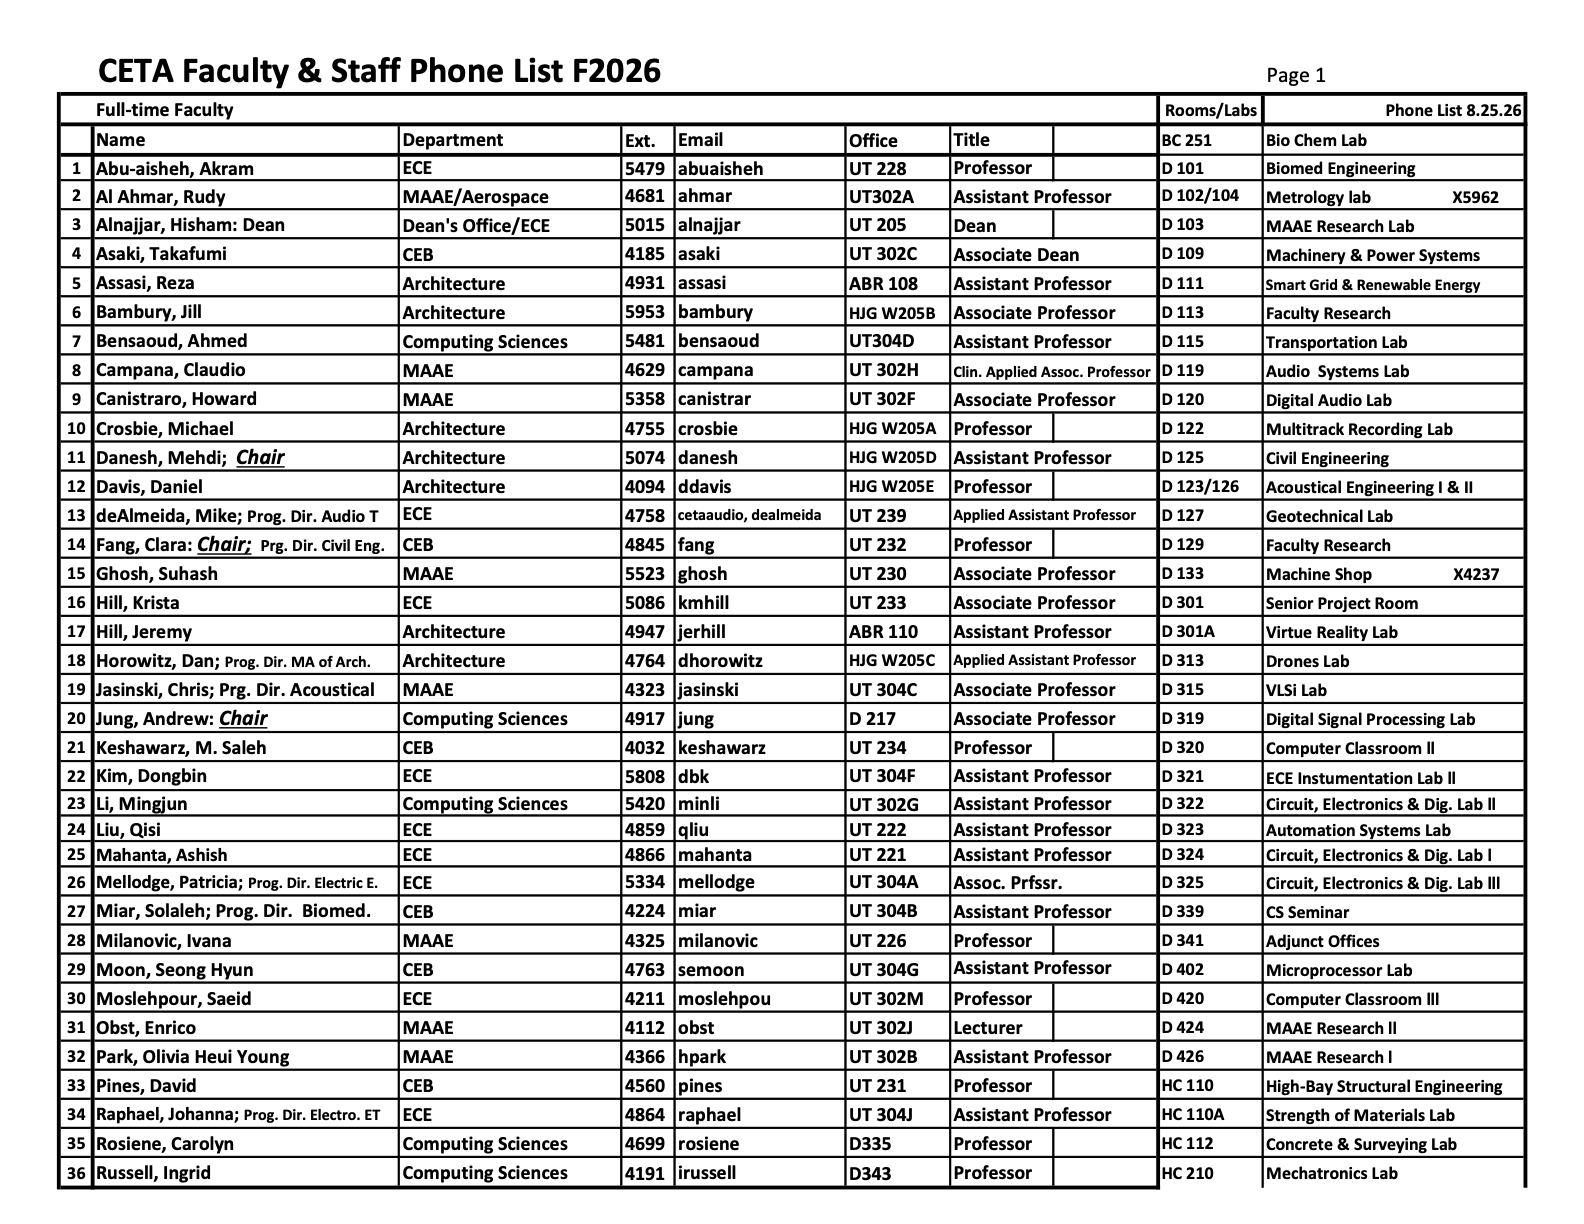 CETA Faculty & Staff Phone List F2026 Page 1
Full-time Faculty Rooms/Labs Phone List 8.25.26
Name Department Ext. Email Office Title BC 251 Bio Chem Lab
1 Abu-aisheh, Akram ECE 5479 abuaisheh UT 228 Professor D 101 Biomed Engineering
2 Al Ahmar, Rudy MAAE/Aerospace 4681 ahmar UT302A Assistant Professor D 102/104 Metrology lab X5962
3 Alnajjar, Hisham: Dean Dean's Office/ECE 5015 alnajjar UT 205 Dean D 103 MAAE Research Lab
4 Asaki, Takafumi CEB 4185 asaki UT 302C Associate Dean D 109 Machinery & Power Systems
5 Assasi, Reza Architecture 4931 assasi ABR 108 Assistant Professor D 111 Smart Grid & Renewable Energy
6 Bambury, Jill Architecture 5953 bambury HJG W205B Associate Professor D 113 Faculty Research
7 Bensaoud, Ahmed Computing Sciences 5481 bensaoud UT304D Assistant Professor D 115 Transportation Lab
8 Campana, Claudio MAAE 4629 campana UT 302H Clin. Applied Assoc. Professor D 119 Audio  Systems Lab
9 Canistraro, Howard MAAE 5358 canistrar UT 302F Associate Professor D 120 Digital Audio Lab
10 Crosbie, Michael Architecture 4755 crosbie HJG W205A Professor D 122 Multitrack Recording Lab
11 Danesh, Mehdi;  Chair Architecture 5074 danesh HJG W205D Assistant Professor D 125 Civil Engineering
12 Davis, Daniel Architecture 4094 ddavis HJG W205E Professor D 123/126 Acoustical Engineering I & II
13 deAlmeida, Mike; Prog. Dir. Audio T ECE 4758 cetaaudio, dealmeida UT 239 Applied Assistant Professor D 127 Geotechnical Lab
14 Fang, Clara: Chair;  Prg. Dir. Civil Eng. CEB 4845 fang UT 232 Professor D 129 Faculty Research
15 Ghosh, Suhash MAAE 5523 ghosh UT 230 Associate Professor D 133 Machine Shop X4237
16 Hill, Krista ECE 5086 kmhill UT 233 Associate Professor D 301 Senior Project Room
17 Hill, Jeremy Architecture 4947 jerhill ABR 110 Assistant Professor D 301A Virtue Reality Lab
18 Horowitz, Dan; Prog. Dir. MA of Arch. Architecture 4764 dhorowitz HJG W205C Applied Assistant Professor D 313 Drones Lab
19 Jasinski, Chris; Prg. Dir. Acoustical MAAE 4323 jasinski UT 304C Associate Professor D 315 VLSi Lab
20 Jung, Andrew: Chair Computing Sciences 4917 jung D 217 Associate Professor D 319 Digital Signal Processing Lab
21 Keshawarz, M. Saleh CEB 4032 keshawarz UT 234 Professor D 320 Computer Classroom ll
22 Kim, Dongbin ECE 5808 dbk UT 304F Assistant Professor D 321 ECE Instumentation Lab ll
23 Li, Mingjun Computing Sciences 5420 minli UT 302G Assistant Professor D 322 Circuit, Electronics & Dig. Lab ll
24 Liu, Qisi ECE 4859 qliu UT 222 Assistant Professor D 323 Automation Systems Lab
25 Mahanta, Ashish ECE 4866 mahanta UT 221 Assistant Professor D 324 Circuit, Electronics & Dig. Lab l
26 Mellodge, Patricia; Prog. Dir. Electric E. ECE 5334 mellodge UT 304A Assoc. Prfssr. D 325 Circuit, Electronics & Dig. Lab lll
27 Miar, Solaleh; Prog. Dir.  Biomed. CEB 4224 miar UT 304B Assistant Professor D 339 CS Seminar
28 Milanovic, Ivana MAAE 4325 milanovic UT 226 Professor D 341 Adjunct Offices
29 Moon, Seong Hyun CEB 4763 semoon UT 304G Assistant Professor D 402 Microprocessor Lab
30 Moslehpour, Saeid ECE 4211 moslehpou UT 302M Professor D 420 Computer Classroom lll
31 Obst, Enrico MAAE 4112 obst UT 302J Lecturer D 424 MAAE Research ll
32 Park, Olivia Heui Young MAAE 4366 hpark UT 302B Assistant Professor D 426 MAAE Research l
33 Pines, David CEB 4560 pines UT 231 Professor HC 110 High-Bay Structural Engineering
34 Raphael, Johanna; Prog. Dir. Electro. ET ECE 4864 raphael UT 304J Assistant Professor HC 110A Strength of Materials Lab
35 Rosiene, Carolyn Computing Sciences 4699 rosiene D335 Professor HC 112 Concrete & Surveying Lab
36 Russell, Ingrid Computing Sciences 4191 irussell D343 Professor HC 210 Mechatronics Lab